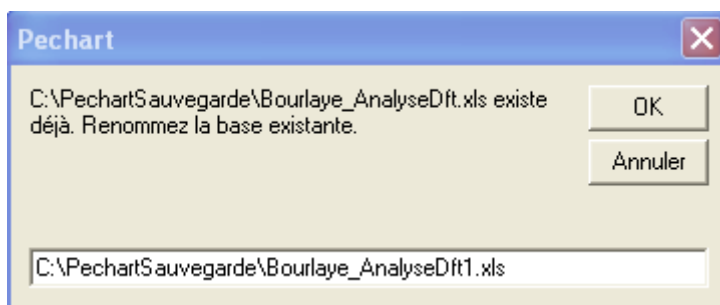 Pechart
C:\PechartSauvegarde\Bourlaye_AnalyseDft.xls existe
déjà. Renommez la base existante.
OK
Annuler
C:\PechartSauvegarde\Bourlaye_AnalyseDft1.xls